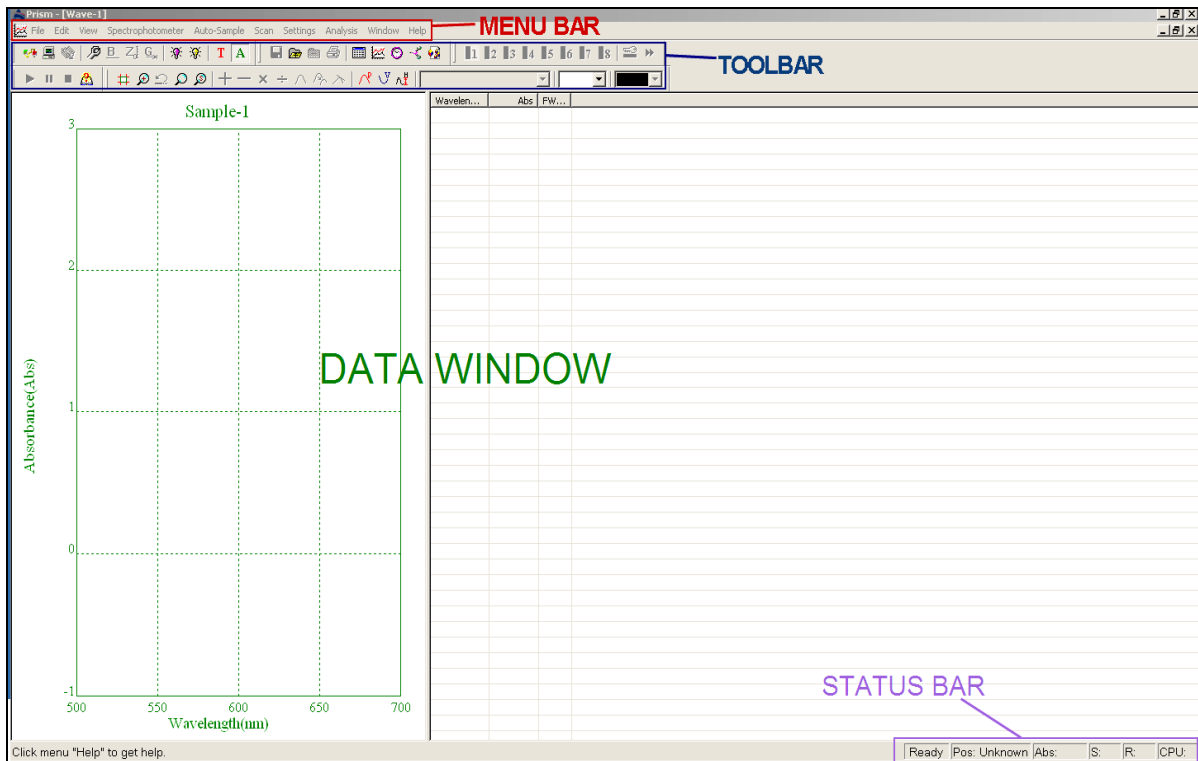 Prism - [Wave-1]
File Edit View Spectrophotometer Auto-Sample Scan Settings Analysis Window Help
MENU BAR
B Z G T A 1 2 3 4 5 6 7 8
TOOLBAR
Wavelen... Abs FW...
Sample-1
3
2
DATA WINDOW
1
Absorbance(Abs)
0
-1
500 550 600 650 700
Wavelength(nm)
STATUS BAR
Click menu "Help" to get help.
Ready Pos: Unknown Abs: S: R: CPU: